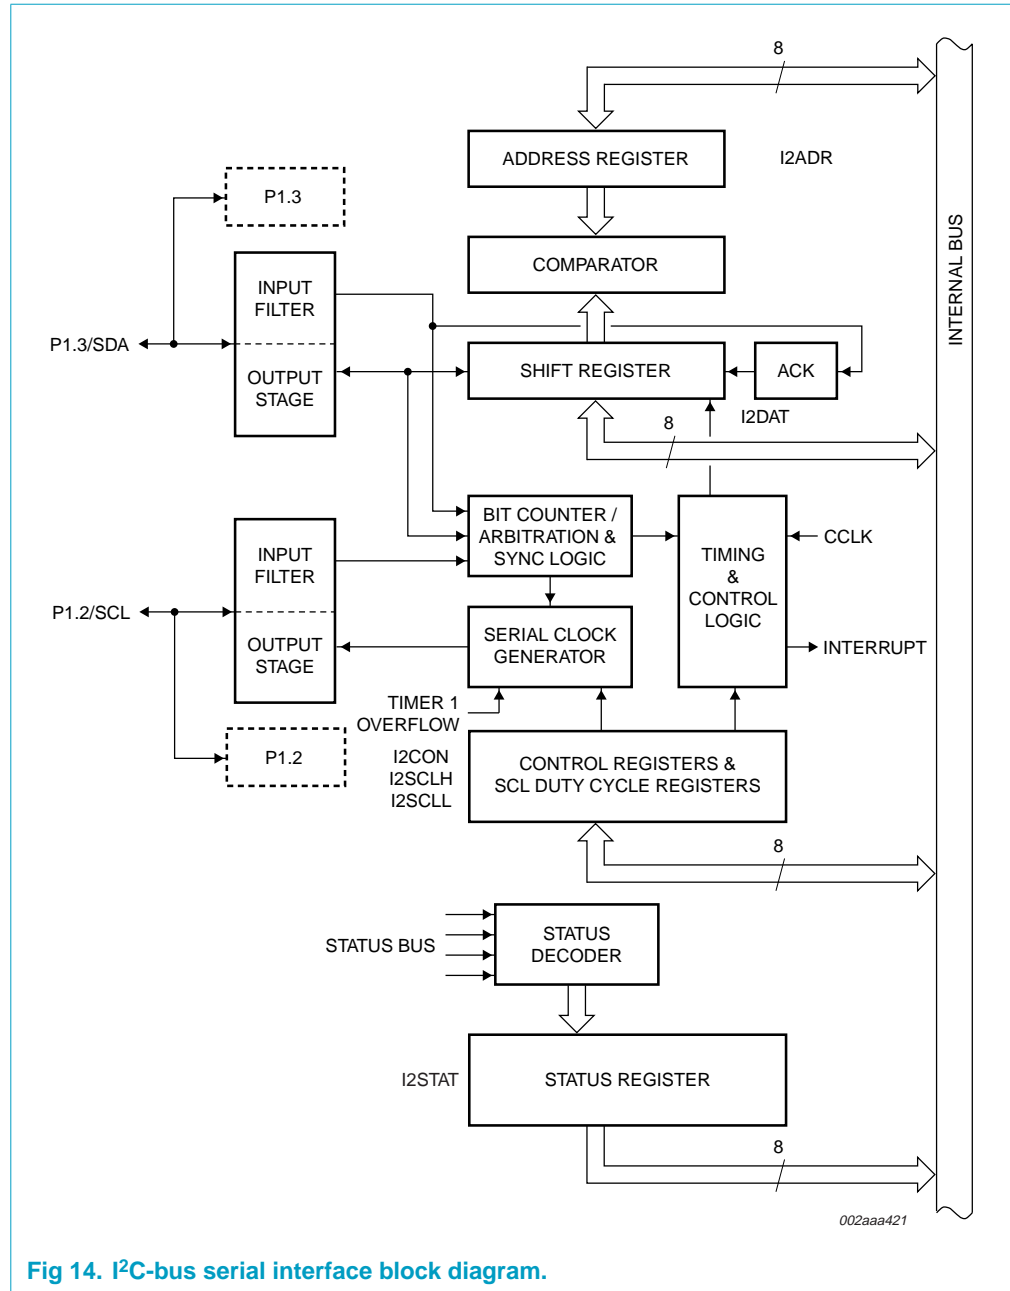 8
ADDRESS REGISTER
I2ADR
P1.3
INTERNAL BUS
COMPARATOR
INPUT
FILTER
P1.3/SDA
OUTPUT
STAGE
SHIFT REGISTER
ACK
I2DAT
8
BIT COUNTER /
ARBITRATION &
SYNC LOGIC
INPUT
FILTER
TIMING
&
CONTROL
LOGIC
CCLK
P1.2/SCL
OUTPUT
STAGE
SERIAL CLOCK
GENERATOR
INTERRUPT
TIMER 1
OVERFLOW
P1.2
I2CON
I2SCLH
I2SCLL
CONTROL REGISTERS &
SCL DUTY CYCLE REGISTERS
8
STATUS BUS
STATUS
DECODER
I2STAT
STATUS REGISTER
8
002aaa421
Fig 14. I²C-bus serial interface block diagram.